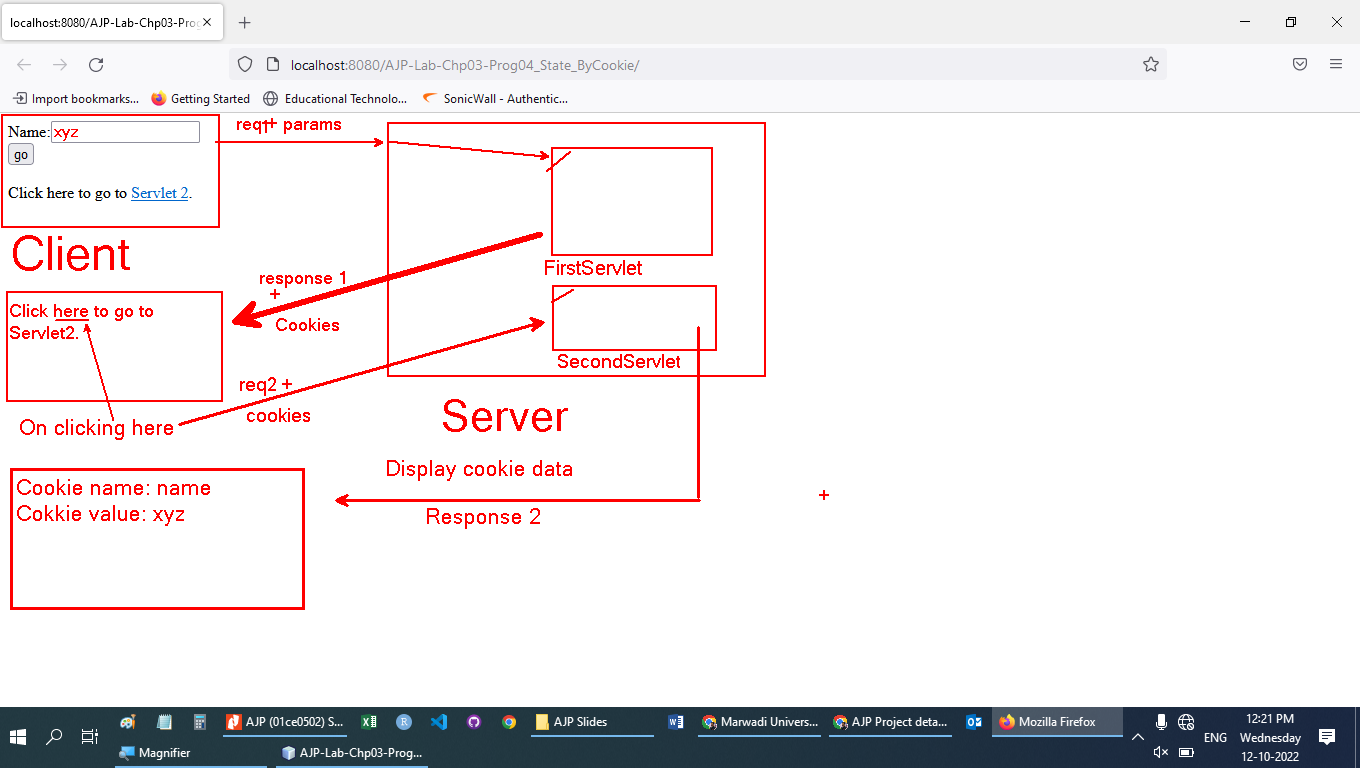 localhost:8080/AJP-Lab-Chp03-Prog
localhost:8080/AJP-Lab-Chp03-Prog04_State_ByCookie/
Import bookmarks...
Getting Started
Educational Technolo...
SonicWall - Authentic...
Name: xyz
go
Click here to go to Servlet 2.
req1+ params
Client
FirstServlet
response 1
+
Cookies
Click here to go to
Servlet2.
SecondServlet
req2 +
cookies
On clicking here
Server
Display cookie data
Cookie name: name
Cokkie value: xyz
Response 2
AJP (01ce0502) S...
AJP Slides
Marwadi Univers...
AJP Project deta...
Mozilla Firefox
Magnifier
AJP-Lab-Chp03-Prog...
ENG
12:21 PM
Wednesday
12-10-2022